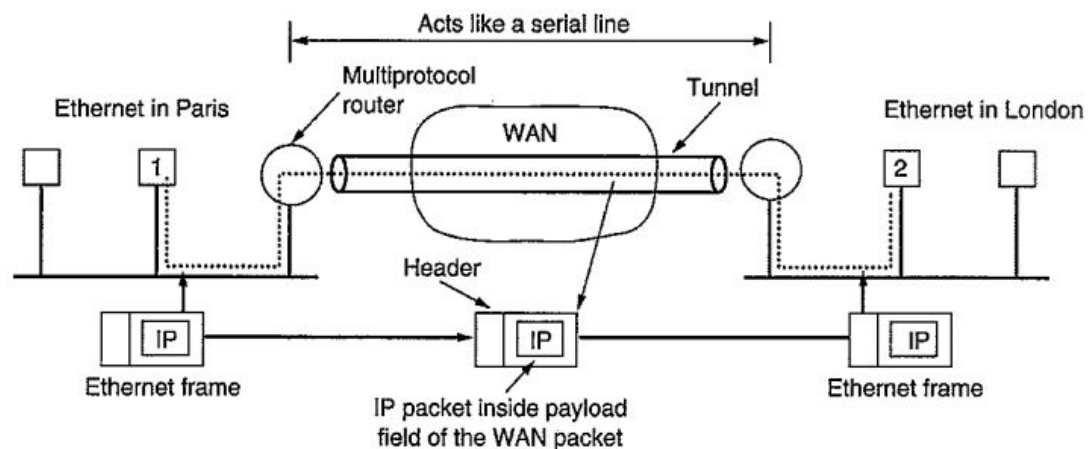 Acts like a serial line
Multiprotocol
router
Tunnel
Ethernet in Paris
Ethernet in London
WAN
1
2
Header
IP
IP
IP
Ethernet frame
Ethernet frame
IP packet inside payload
field of the WAN packet